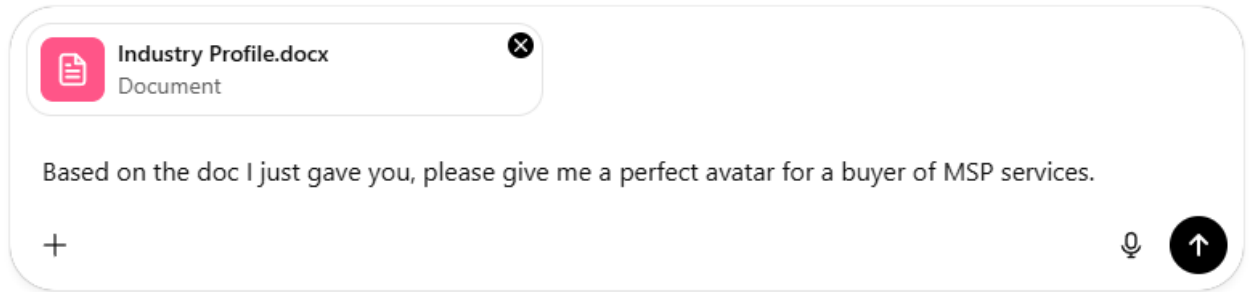 Industry Profile.docx
Document
Based on the doc I just gave you, please give me a perfect avatar for a buyer of MSP services.